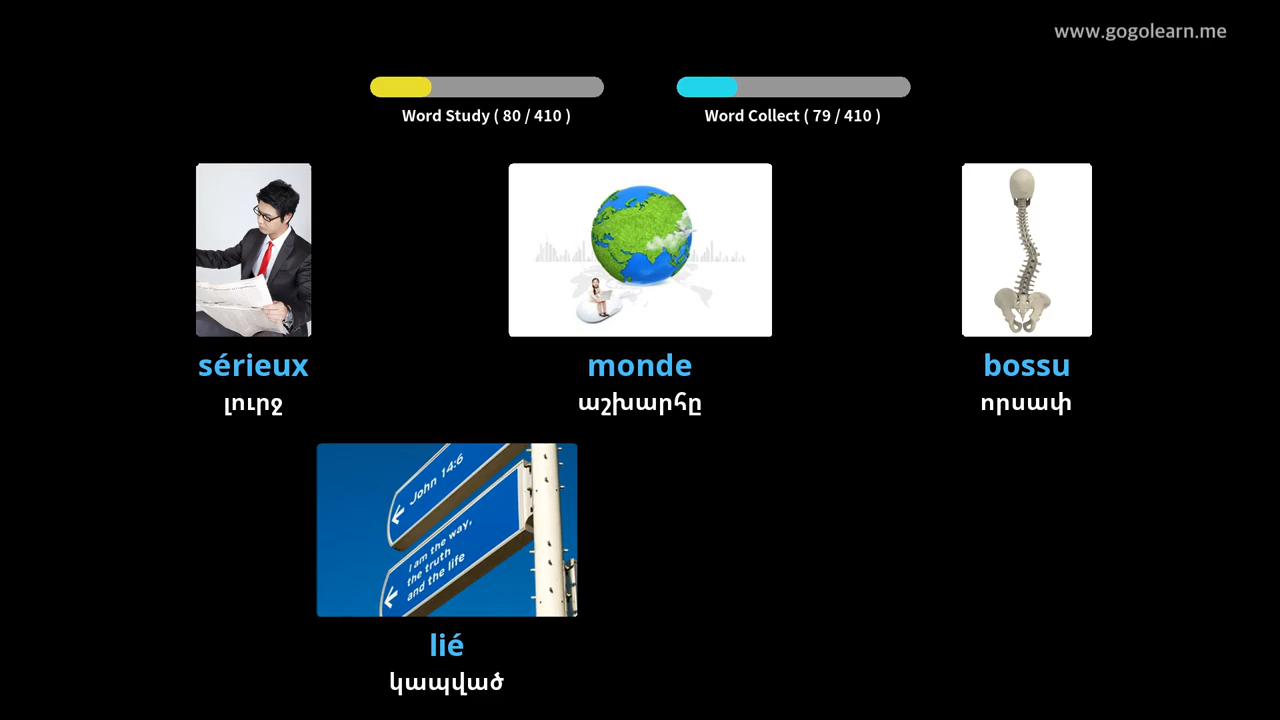 www.gogolearn.me
Word Study ( 80 / 410 )
Word Collect ( 79 / 410 )
sérieux
լուրջ
monde
աշխարհը
bossu
որսափ
John 14:6
I am the way,
the truth
and the life
lié
կապված